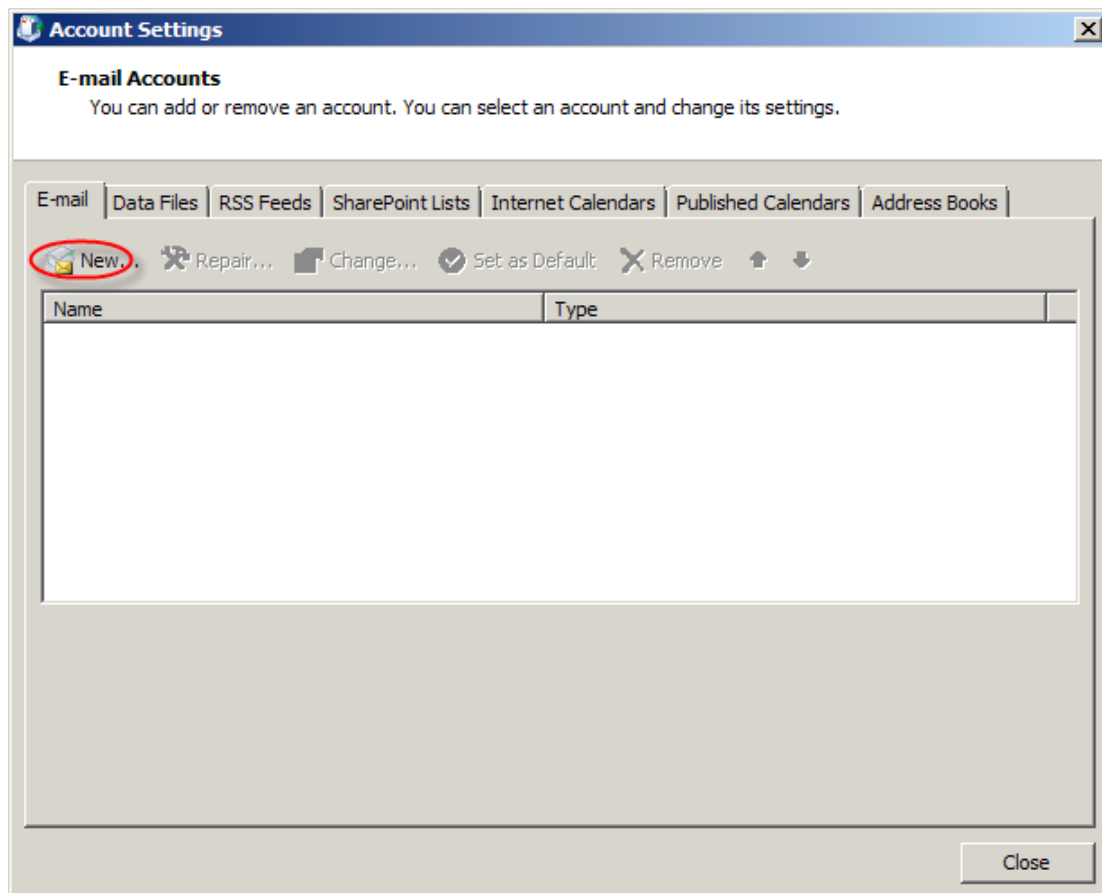 Account Settings
E-mail Accounts
You can add or remove an account. You can select an account and change its settings.
E-mail Data Files RSS Feeds SharePoint Lists Internet Calendars Published Calendars Address Books
New... Repair... Change... Set as Default Remove
Name Type
Close